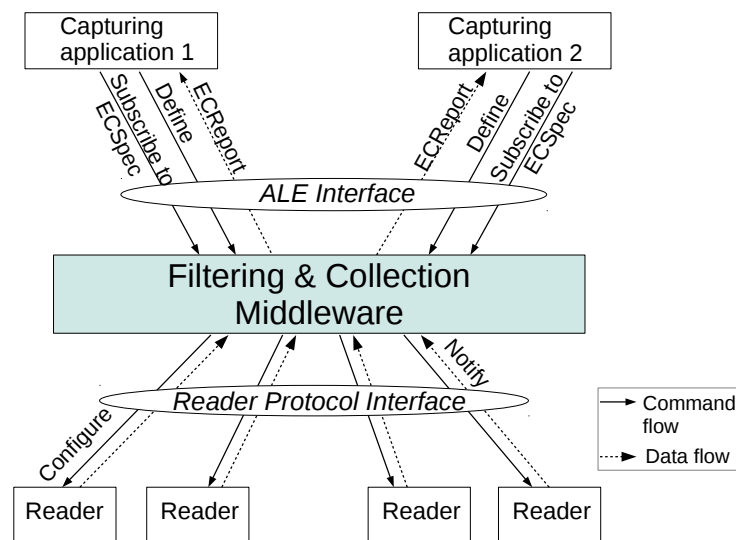 Capturing
application 1
Capturing
application 2
Subscribe to
ECSpec
Define
ECReport
ECReport
Define
Subscribe to
ECSpec
ALE Interface
Filtering & Collection
Middleware
Notify
Reader Protocol Interface
Configure
Command
flow
Data flow
Reader
Reader
Reader
Reader